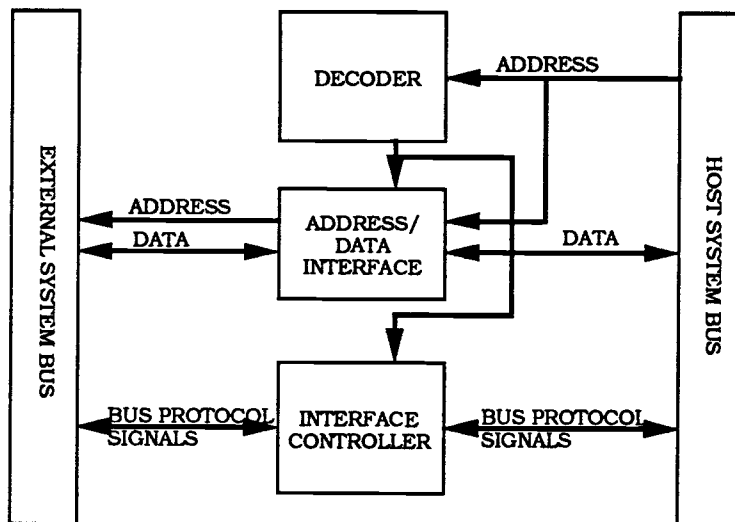 ADDRESS
DECODER
EXTERNAL SYSTEM BUS
HOST SYSTEM BUS
ADDRESS
ADDRESS/
DATA
INTERFACE
DATA
DATA
BUS PROTOCOL
SIGNALS
INTERFACE
CONTROLLER
BUS PROTOCOL
SIGNALS